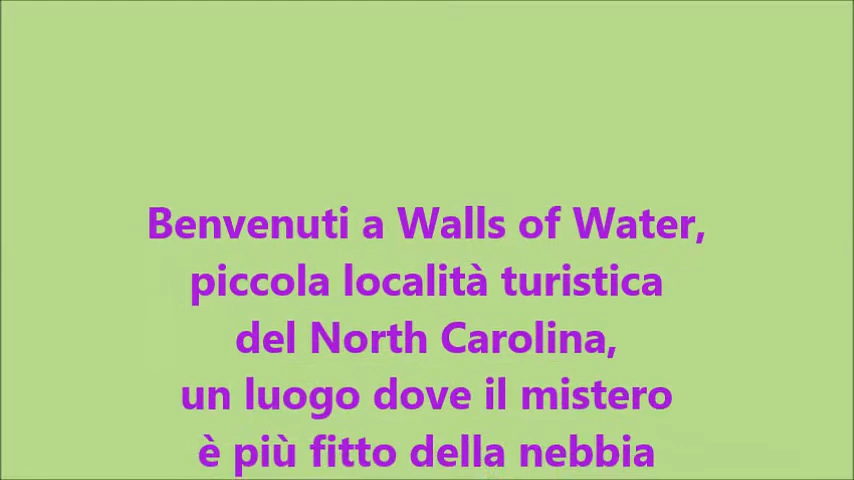 Benvenuti a Walls of Water,
piccola località turistica
del North Carolina,
un luogo dove il mistero
è più fitto della nebbia